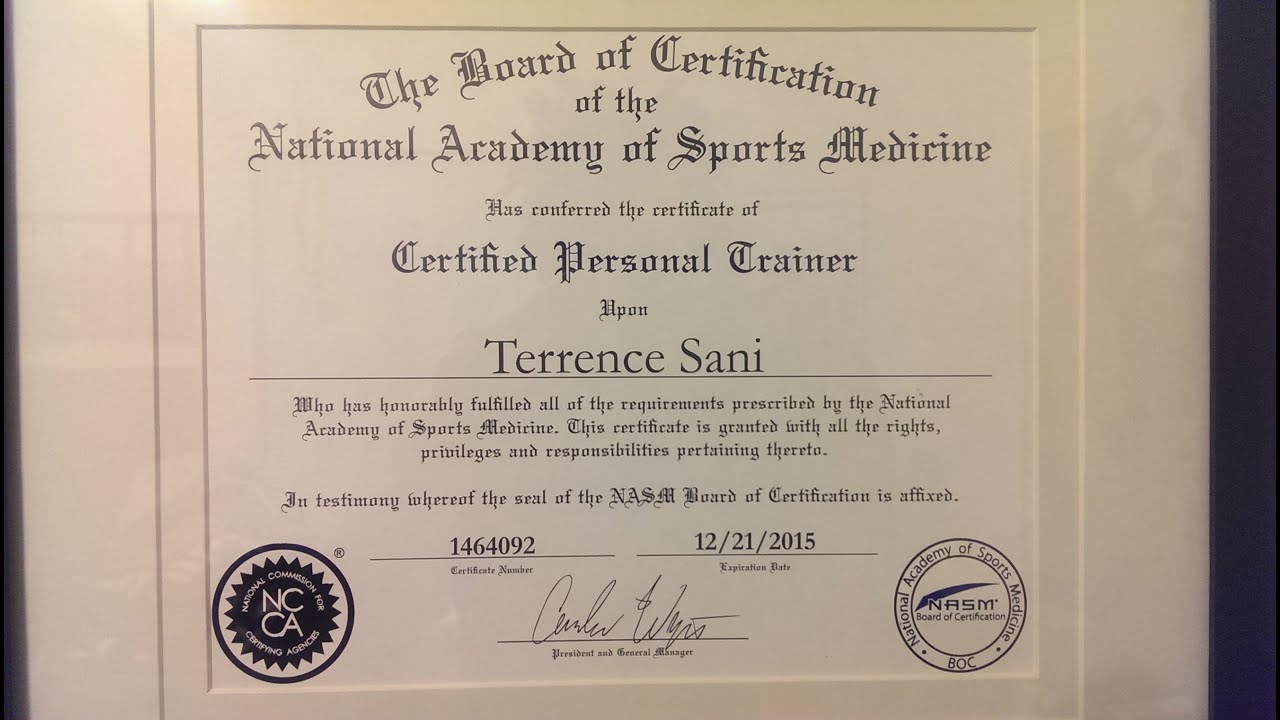 The Board of Certification
of the
National Academy of Sports Medicine
Has conferred the certificate of
Certified Personal Trainer
Upon
Terrence Sani
Who has honorably fulfilled all of the requirements prescribed by the National
Academy of Sports Medicine. This certificate is granted with all the rights,
privileges and responsibilities pertaining thereto.
In testimony whereof the seal of the NASM Board of Certification is affixed.
1464092
Certificate Number
12/21/2015
Expiration Date
President and General Manager
®
NATIONAL COMMISSION FOR
NC
CA
CERTIFYING AGENCIES
National Academy of Sports Medicine
NASM
Board of Certification
BOC